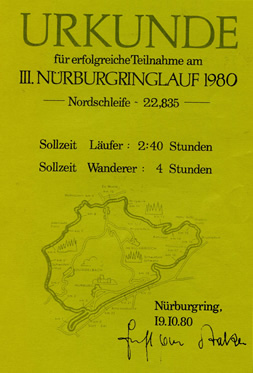 URKUNDE
für erfolgreiche Teilnahme am
III. NÜRBURGRINGLAUF 1980
— Nordschleife - 22,835 —
Sollzeit Läufer : 2:40 Stunden
Sollzeit Wanderer : 4 Stunden
Nürburgring,
19.10.80